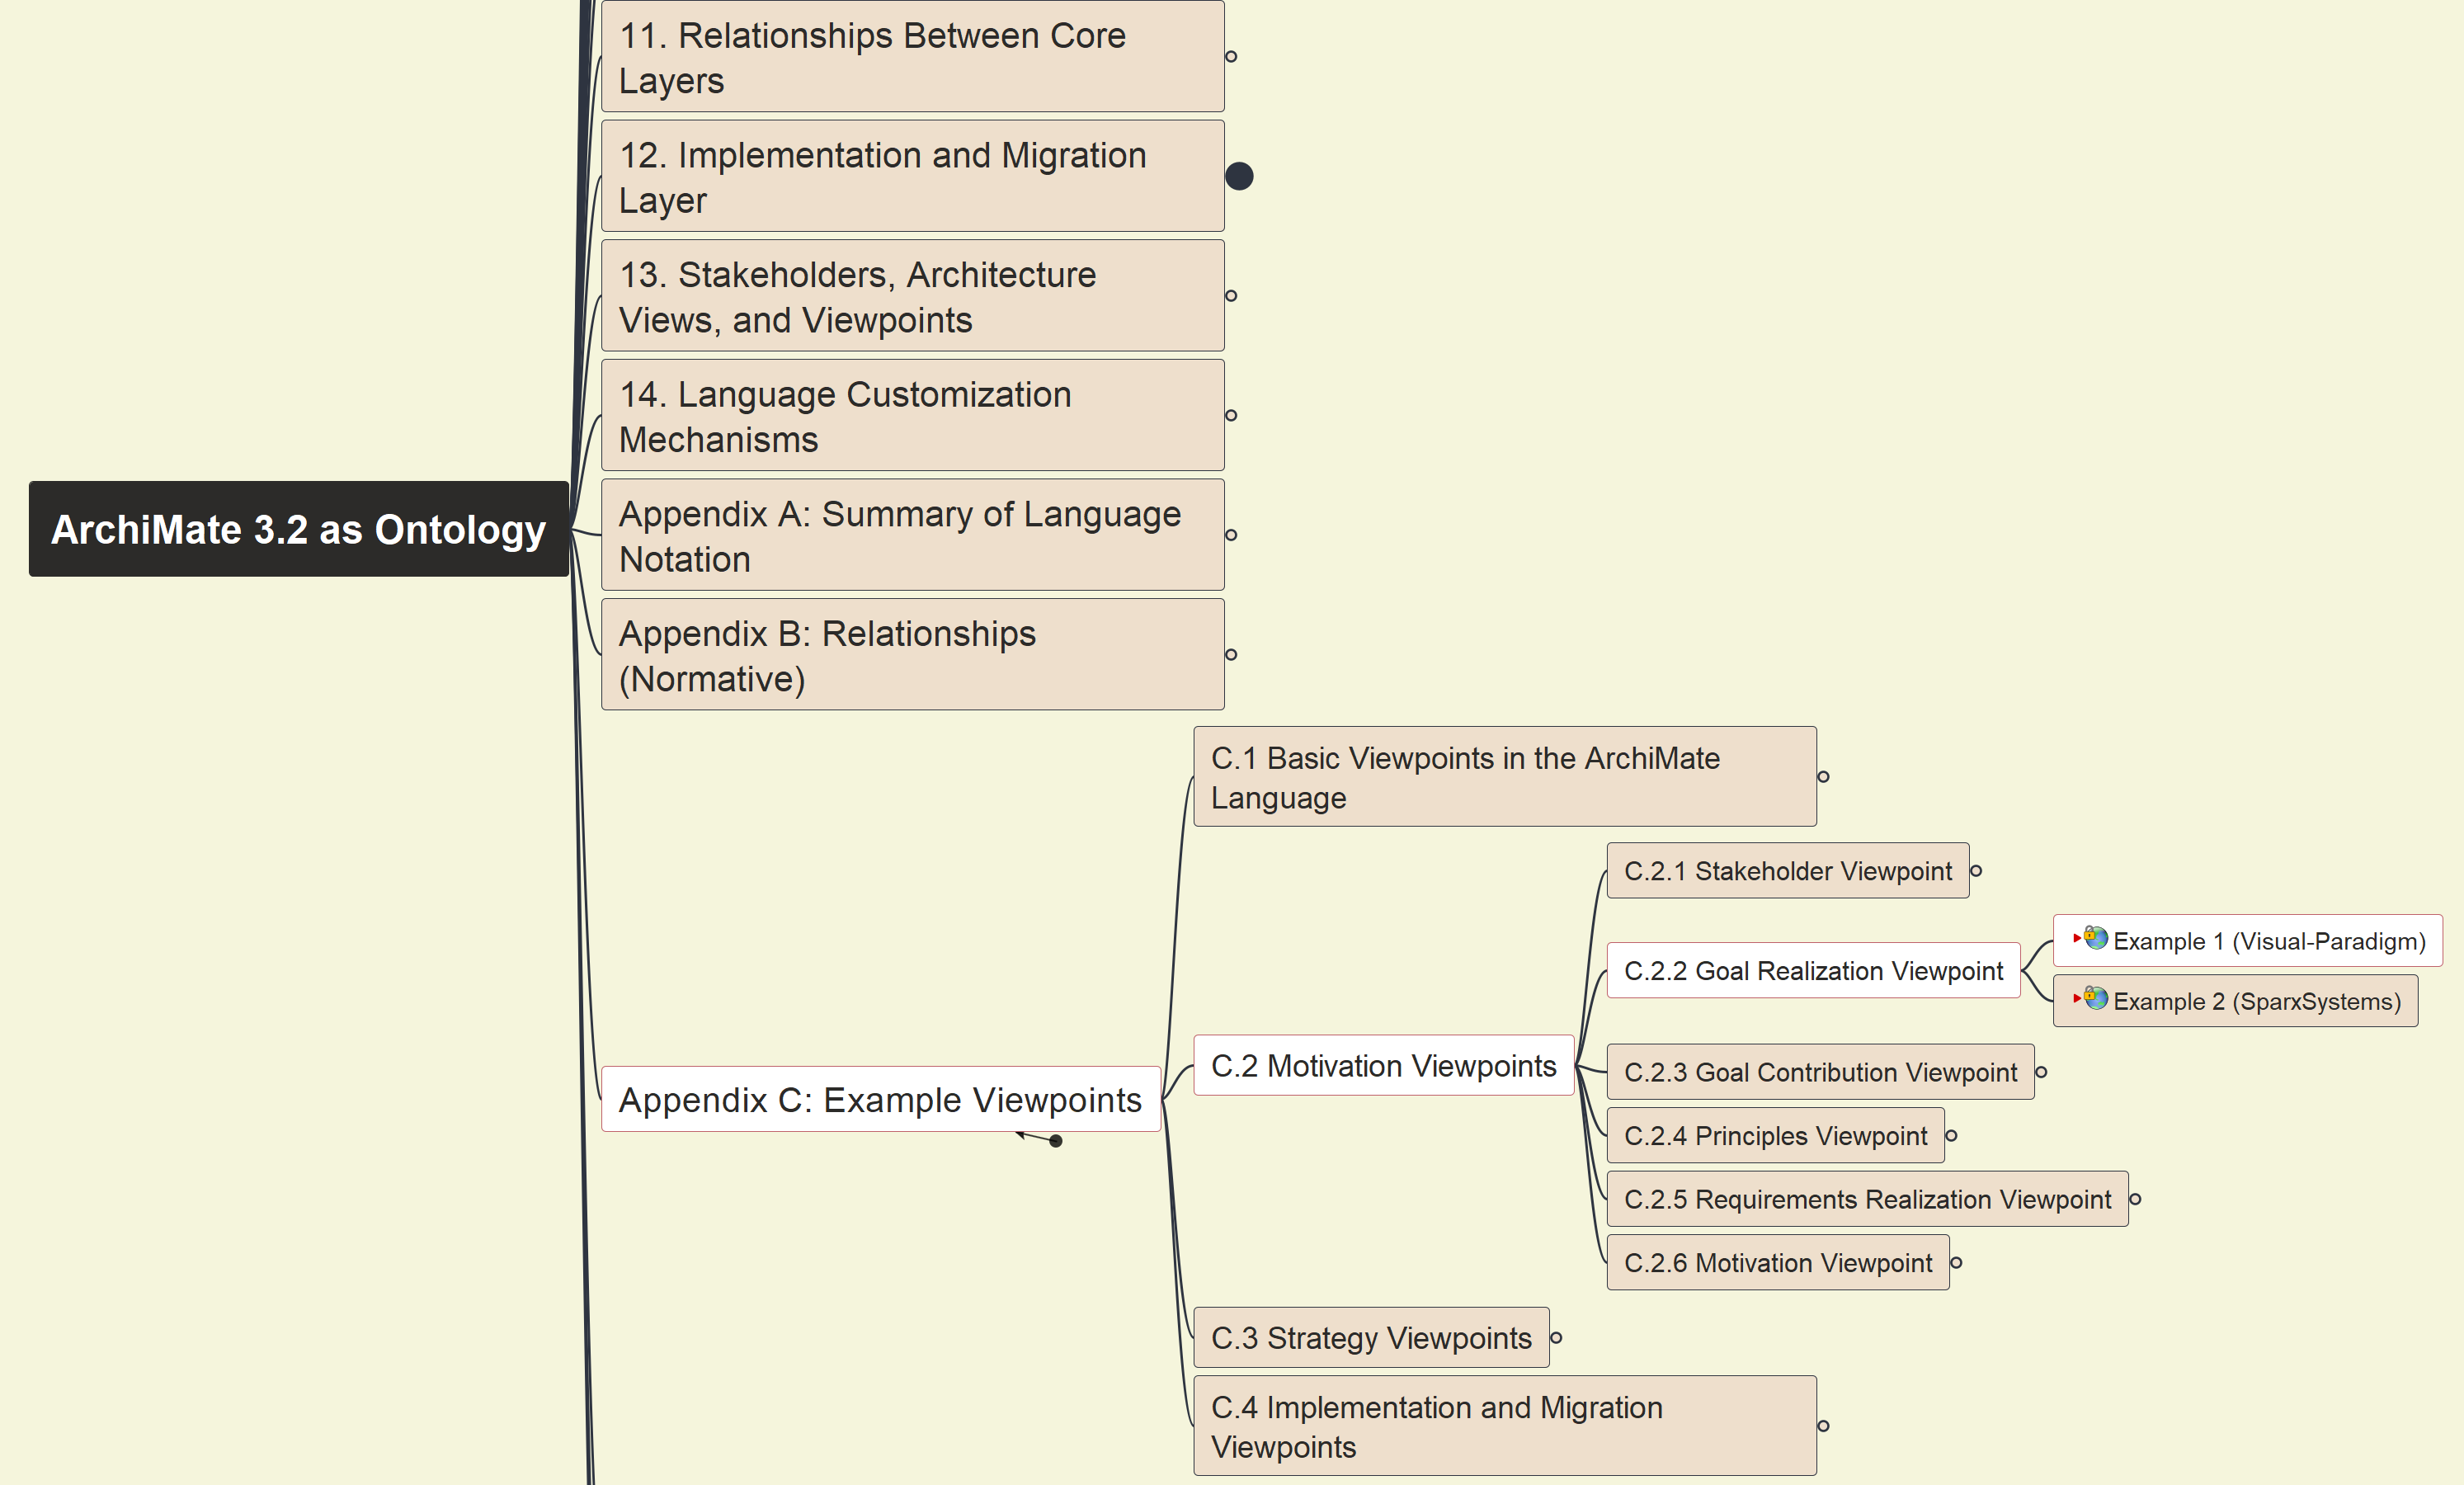 11. Relationships Between Core
Layers
12. Implementation and Migration
Layer
13. Stakeholders, Architecture
Views, and Viewpoints
14. Language Customization
Mechanisms
ArchiMate 3.2 as Ontology
Appendix A: Summary of Language
Notation
Appendix B: Relationships
(Normative)
C.1 Basic Viewpoints in the ArchiMate
Language
C.2.1 Stakeholder Viewpoint
C.2.2 Goal Realization Viewpoint
Example 1 (Visual-Paradigm)
Example 2 (SparxSystems)
C.2 Motivation Viewpoints
C.2.3 Goal Contribution Viewpoint
Appendix C: Example Viewpoints
C.2.4 Principles Viewpoint
C.2.5 Requirements Realization Viewpoint
C.2.6 Motivation Viewpoint
C.3 Strategy Viewpoints
C.4 Implementation and Migration
Viewpoints